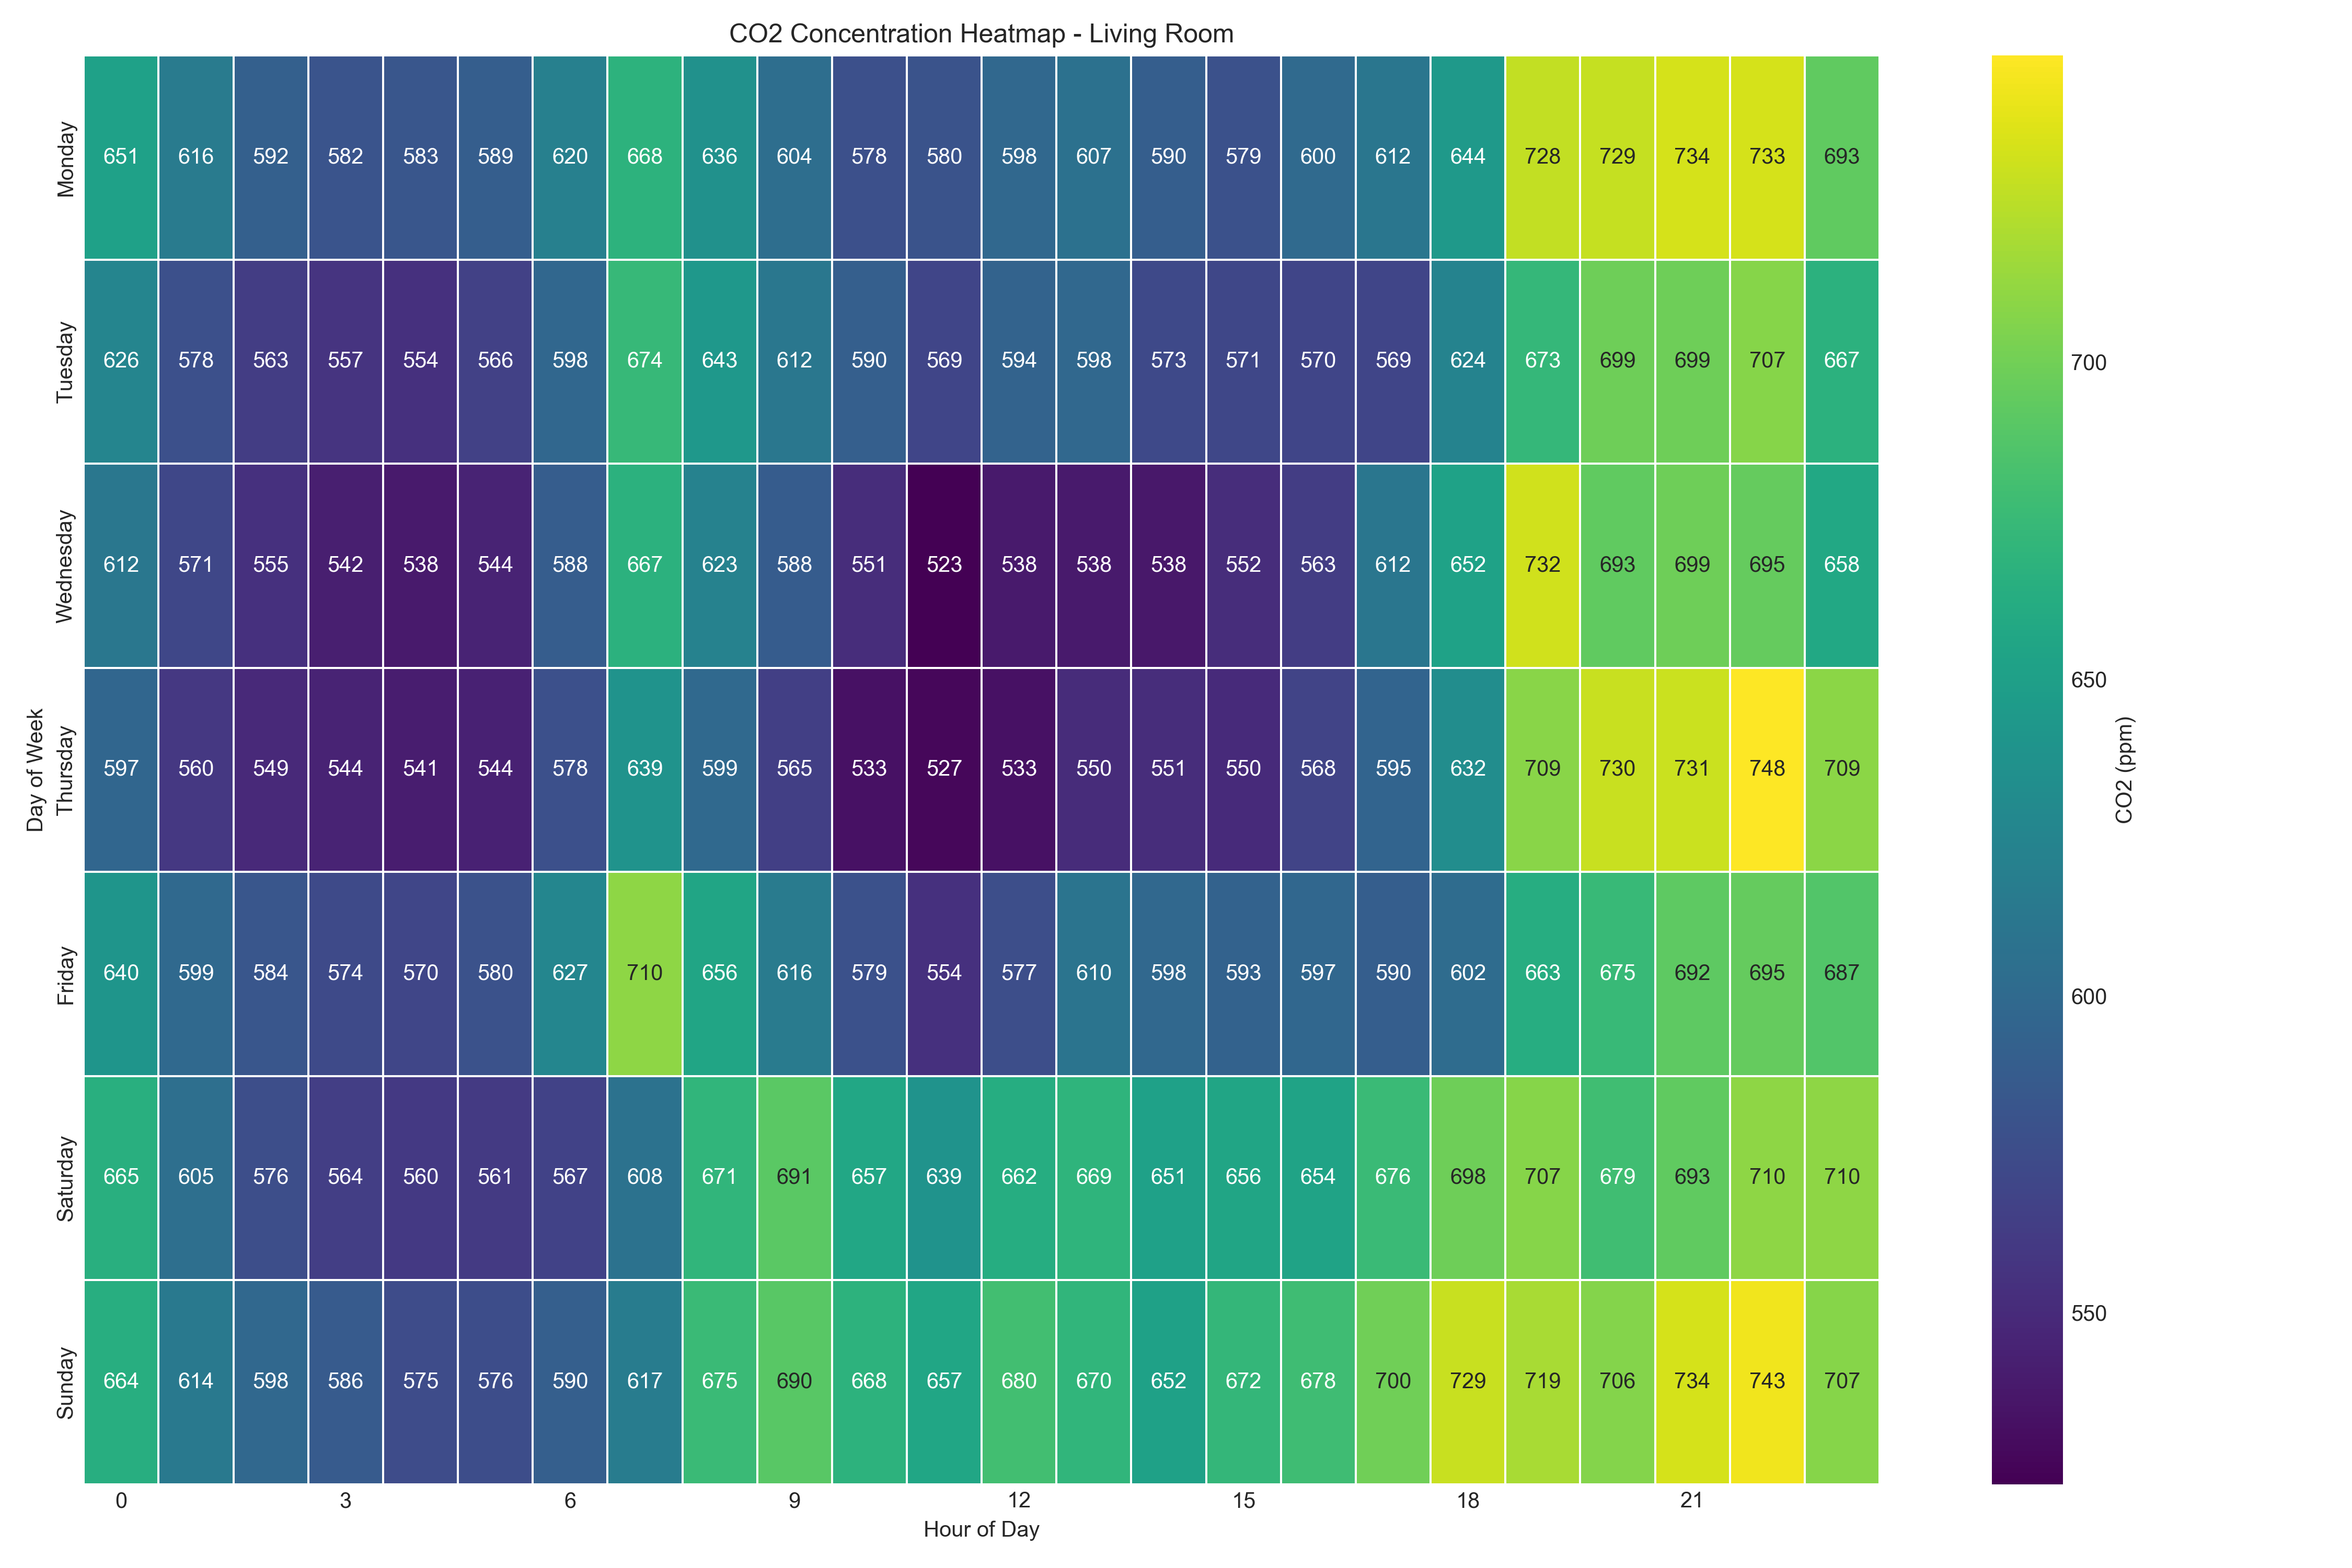 CO2 Concentration Heatmap - Living Room
Monday
651 616 592 582 583 589 620 668 636 604 578 580 598 607 590 579 600 612 644 728 729 734 733 693
Tuesday
626 578 563 557 554 566 598 674 643 612 590 569 594 598 573 571 570 569 624 673 699 699 707 667
Wednesday
612 571 555 542 538 544 588 667 623 588 551 523 538 538 538 552 563 612 652 732 693 699 695 658
Day of Week
Thursday
597 560 549 544 541 544 578 639 599 565 533 527 533 550 551 550 568 595 632 709 730 731 748 709
Friday
640 599 584 574 570 580 627 710 656 616 579 554 577 610 598 593 597 590 602 663 675 692 695 687
Saturday
665 605 576 564 560 561 567 608 671 691 657 639 662 669 651 656 654 676 698 707 679 693 710 710
Sunday
664 614 598 586 575 576 590 617 675 690 668 657 680 670 652 672 678 700 729 719 706 734 743 707
0 3 6 9 12 15 18 21
Hour of Day
700
650
600
550
CO2 (ppm)